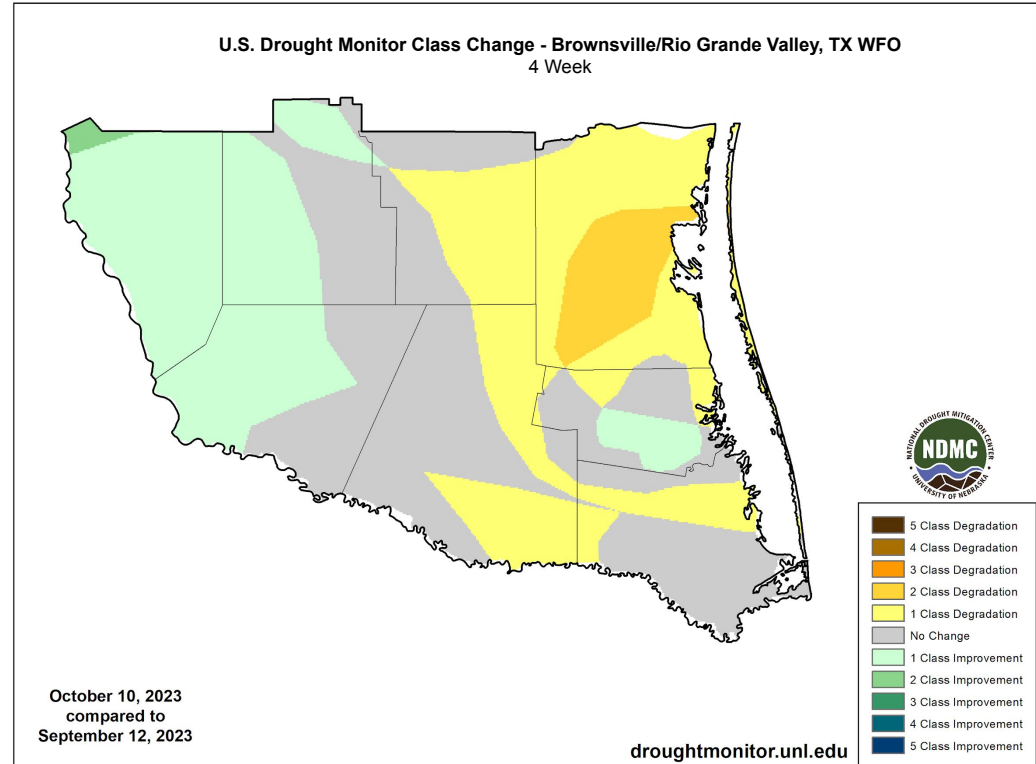 U.S. Drought Monitor Class Change - Brownsville/Rio Grande Valley, TX WFO
4 Week
NATIONAL DROUGHT MITIGATION CENTER
NDMC
UNIVERSITY OF NEBRASKA
5 Class Degradation
4 Class Degradation
3 Class Degradation
2 Class Degradation
1 Class Degradation
No Change
1 Class Improvement
2 Class Improvement
3 Class Improvement
4 Class Improvement
5 Class Improvement
October 10, 2023
compared to
September 12, 2023
droughtmonitor.unl.edu